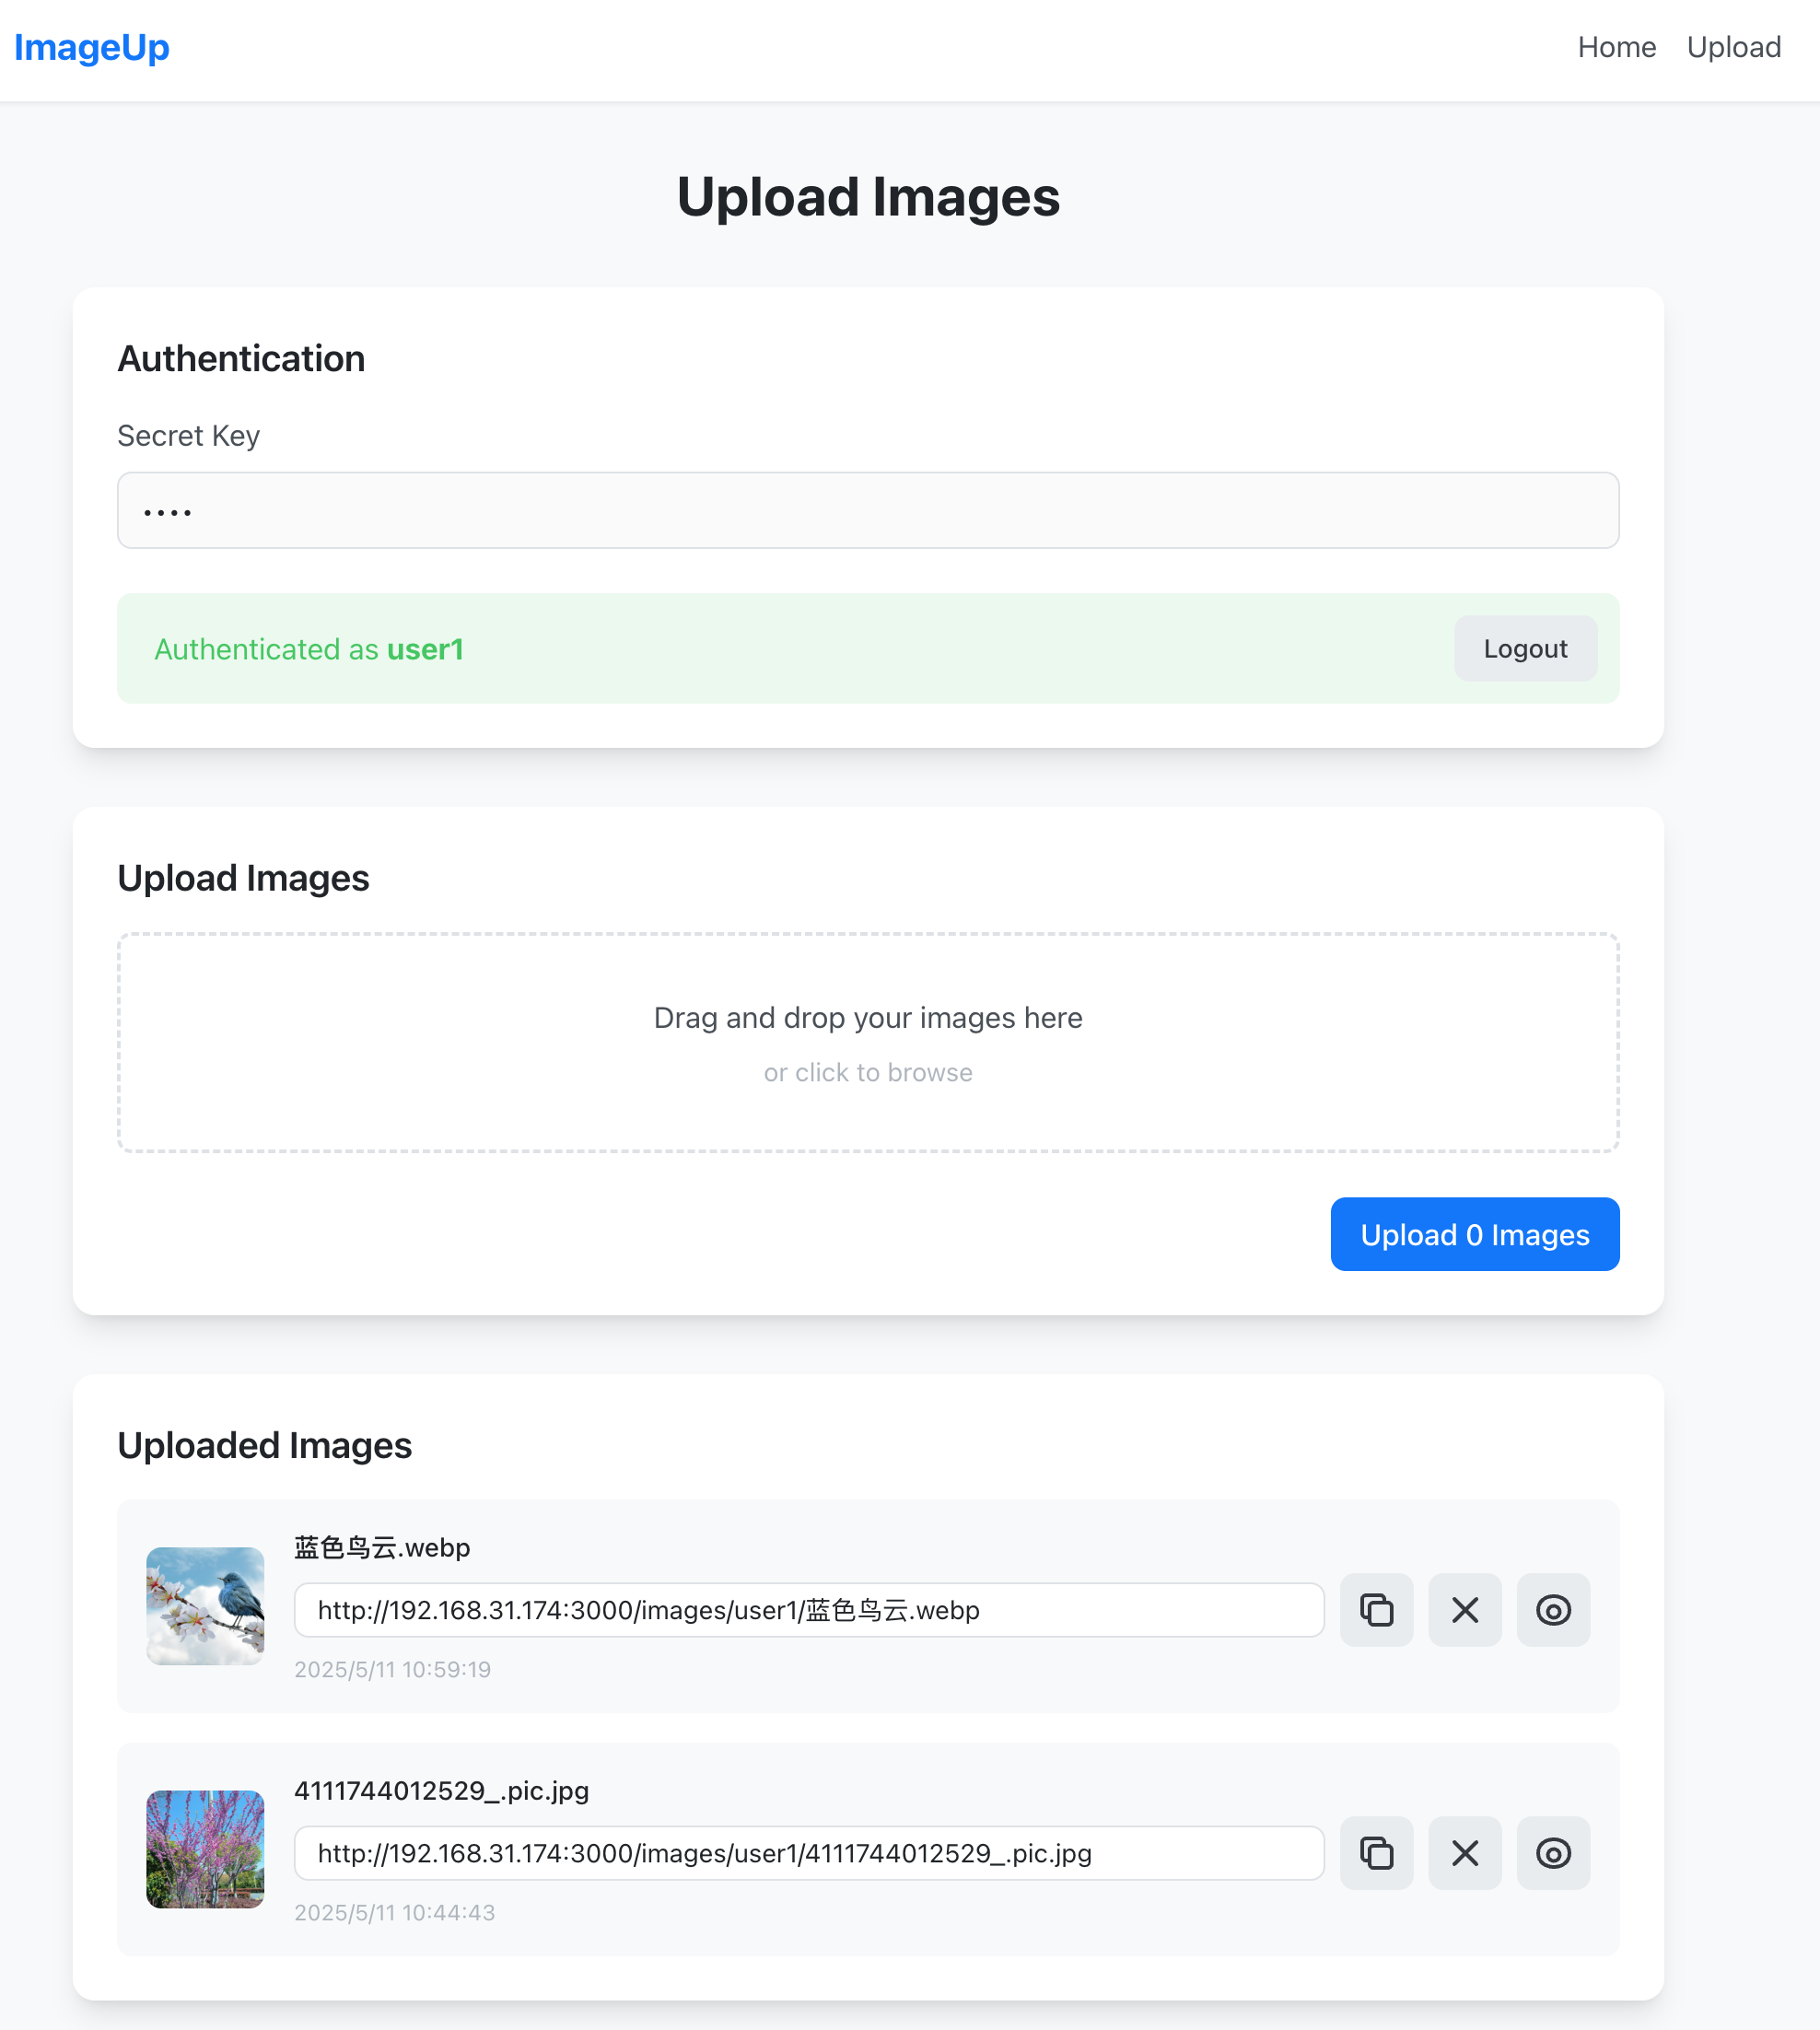 ImageUp
Home Upload
Upload Images
Authentication
Secret Key
••••
Authenticated as user1
Logout
Upload Images
Drag and drop your images here
or click to browse
Upload 0 Images
Uploaded Images
蓝色鸟云.webp
http://192.168.31.174:3000/images/user1/蓝色鸟云.webp
2025/5/11 10:59:19
4111744012529_.pic.jpg
http://192.168.31.174:3000/images/user1/4111744012529_.pic.jpg
2025/5/11 10:44:43